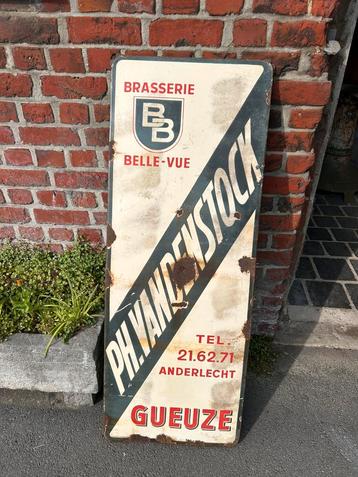 BRASSERIE
BB
BELLE-VUE
PH.VANDENSTOCK
TEL.
21.62.71
ANDERLECHT
GUEUZE